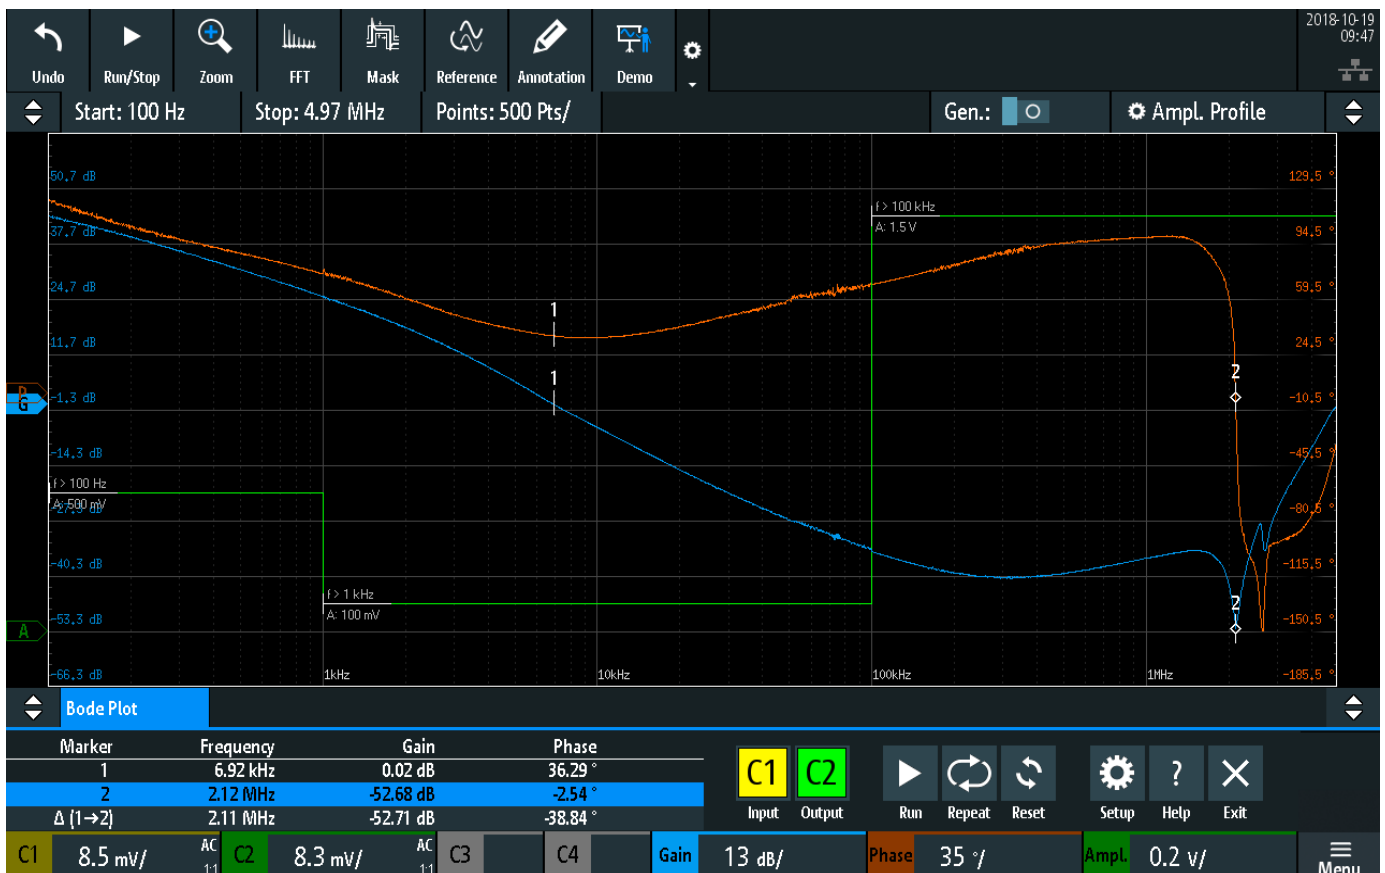 2018-10-19
09:47
Undo Run/Stop Zoom FFT Mask Reference Annotation Demo
Start: 100 Hz Stop: 4.97 MHz Points: 500 Pts/ Gen.: Ampl. Profile
50.7 dB 129.5 °
f > 100 kHz
37.7 dB A: 1.5 V 94.5 °
24.7 dB 59.5 °
1
11.7 dB 24.5 °
1 2
P
G -1.3 dB -10.5 °
-14.3 dB -45.5 °
f > 100 Hz
A: 500 mV
-27.3 dB -80.5 °
-40.3 dB -115.5 °
f > 1 kHz
2
A: 100 mV
A -53.3 dB -150.5 °
-66.3 dB 1kHz 10kHz 100kHz 1MHz -185.5 °
Bode Plot
Marker Frequency Gain Phase
1 6.92 kHz 0.02 dB 36.29 °
2 2.12 MHz -52.68 dB -2.54 °
Δ (1→2) 2.11 MHz -52.71 dB -38.84 °
C1 C2 ?
Input Output Run Repeat Reset Setup Help Exit
C1 8.5 mV/ AC 1:1 C2 8.3 mV/ AC 1:1 C3 C4 Gain 13 dB/ Phase 35 °/ Ampl. 0.2 V/ Menu